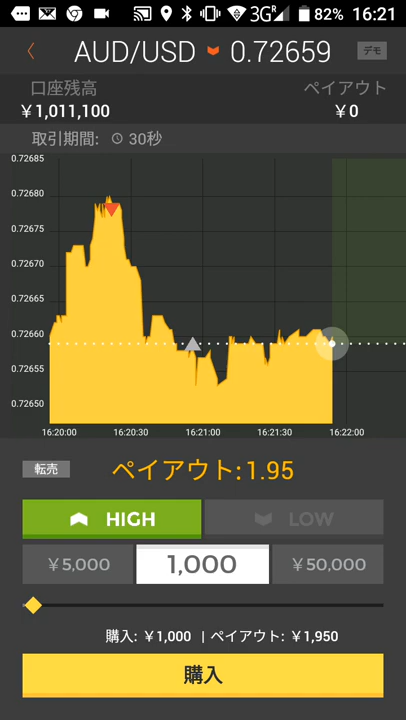 3G R 82% 16:21
AUD/USD 0.72659 デモ
口座残高 ペイアウト
¥1,011,100 ¥0
取引期間: 30秒
0.72685
0.72680
0.72675
0.72670
0.72665
0.72660
0.72655
0.72650
16:20:00 16:20:30 16:21:00 16:21:30 16:22:00
転売 ペイアウト:1.95
HIGH LOW
¥5,000 1,000 ¥50,000
購入: ¥1,000 | ペイアウト: ¥1,950
購入